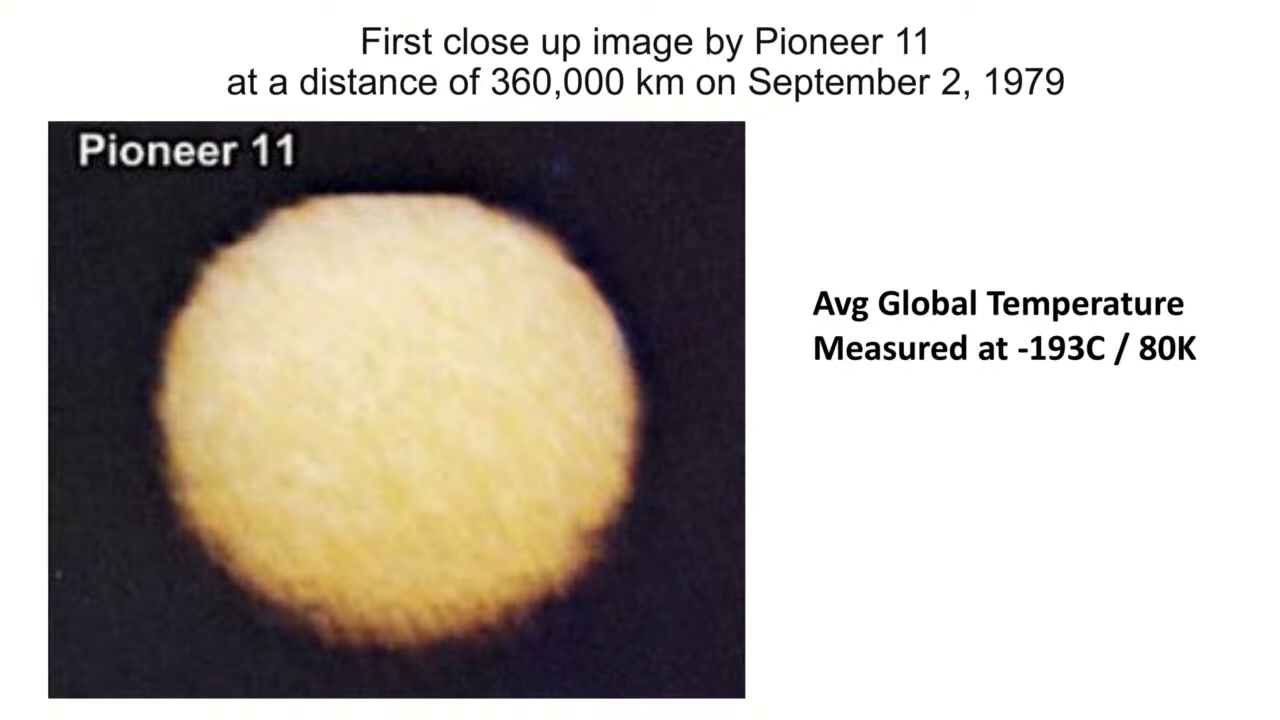 First close up image by Pioneer 11
at a distance of 360,000 km on September 2, 1979
Pioneer 11
Avg Global Temperature
Measured at -193C / 80K